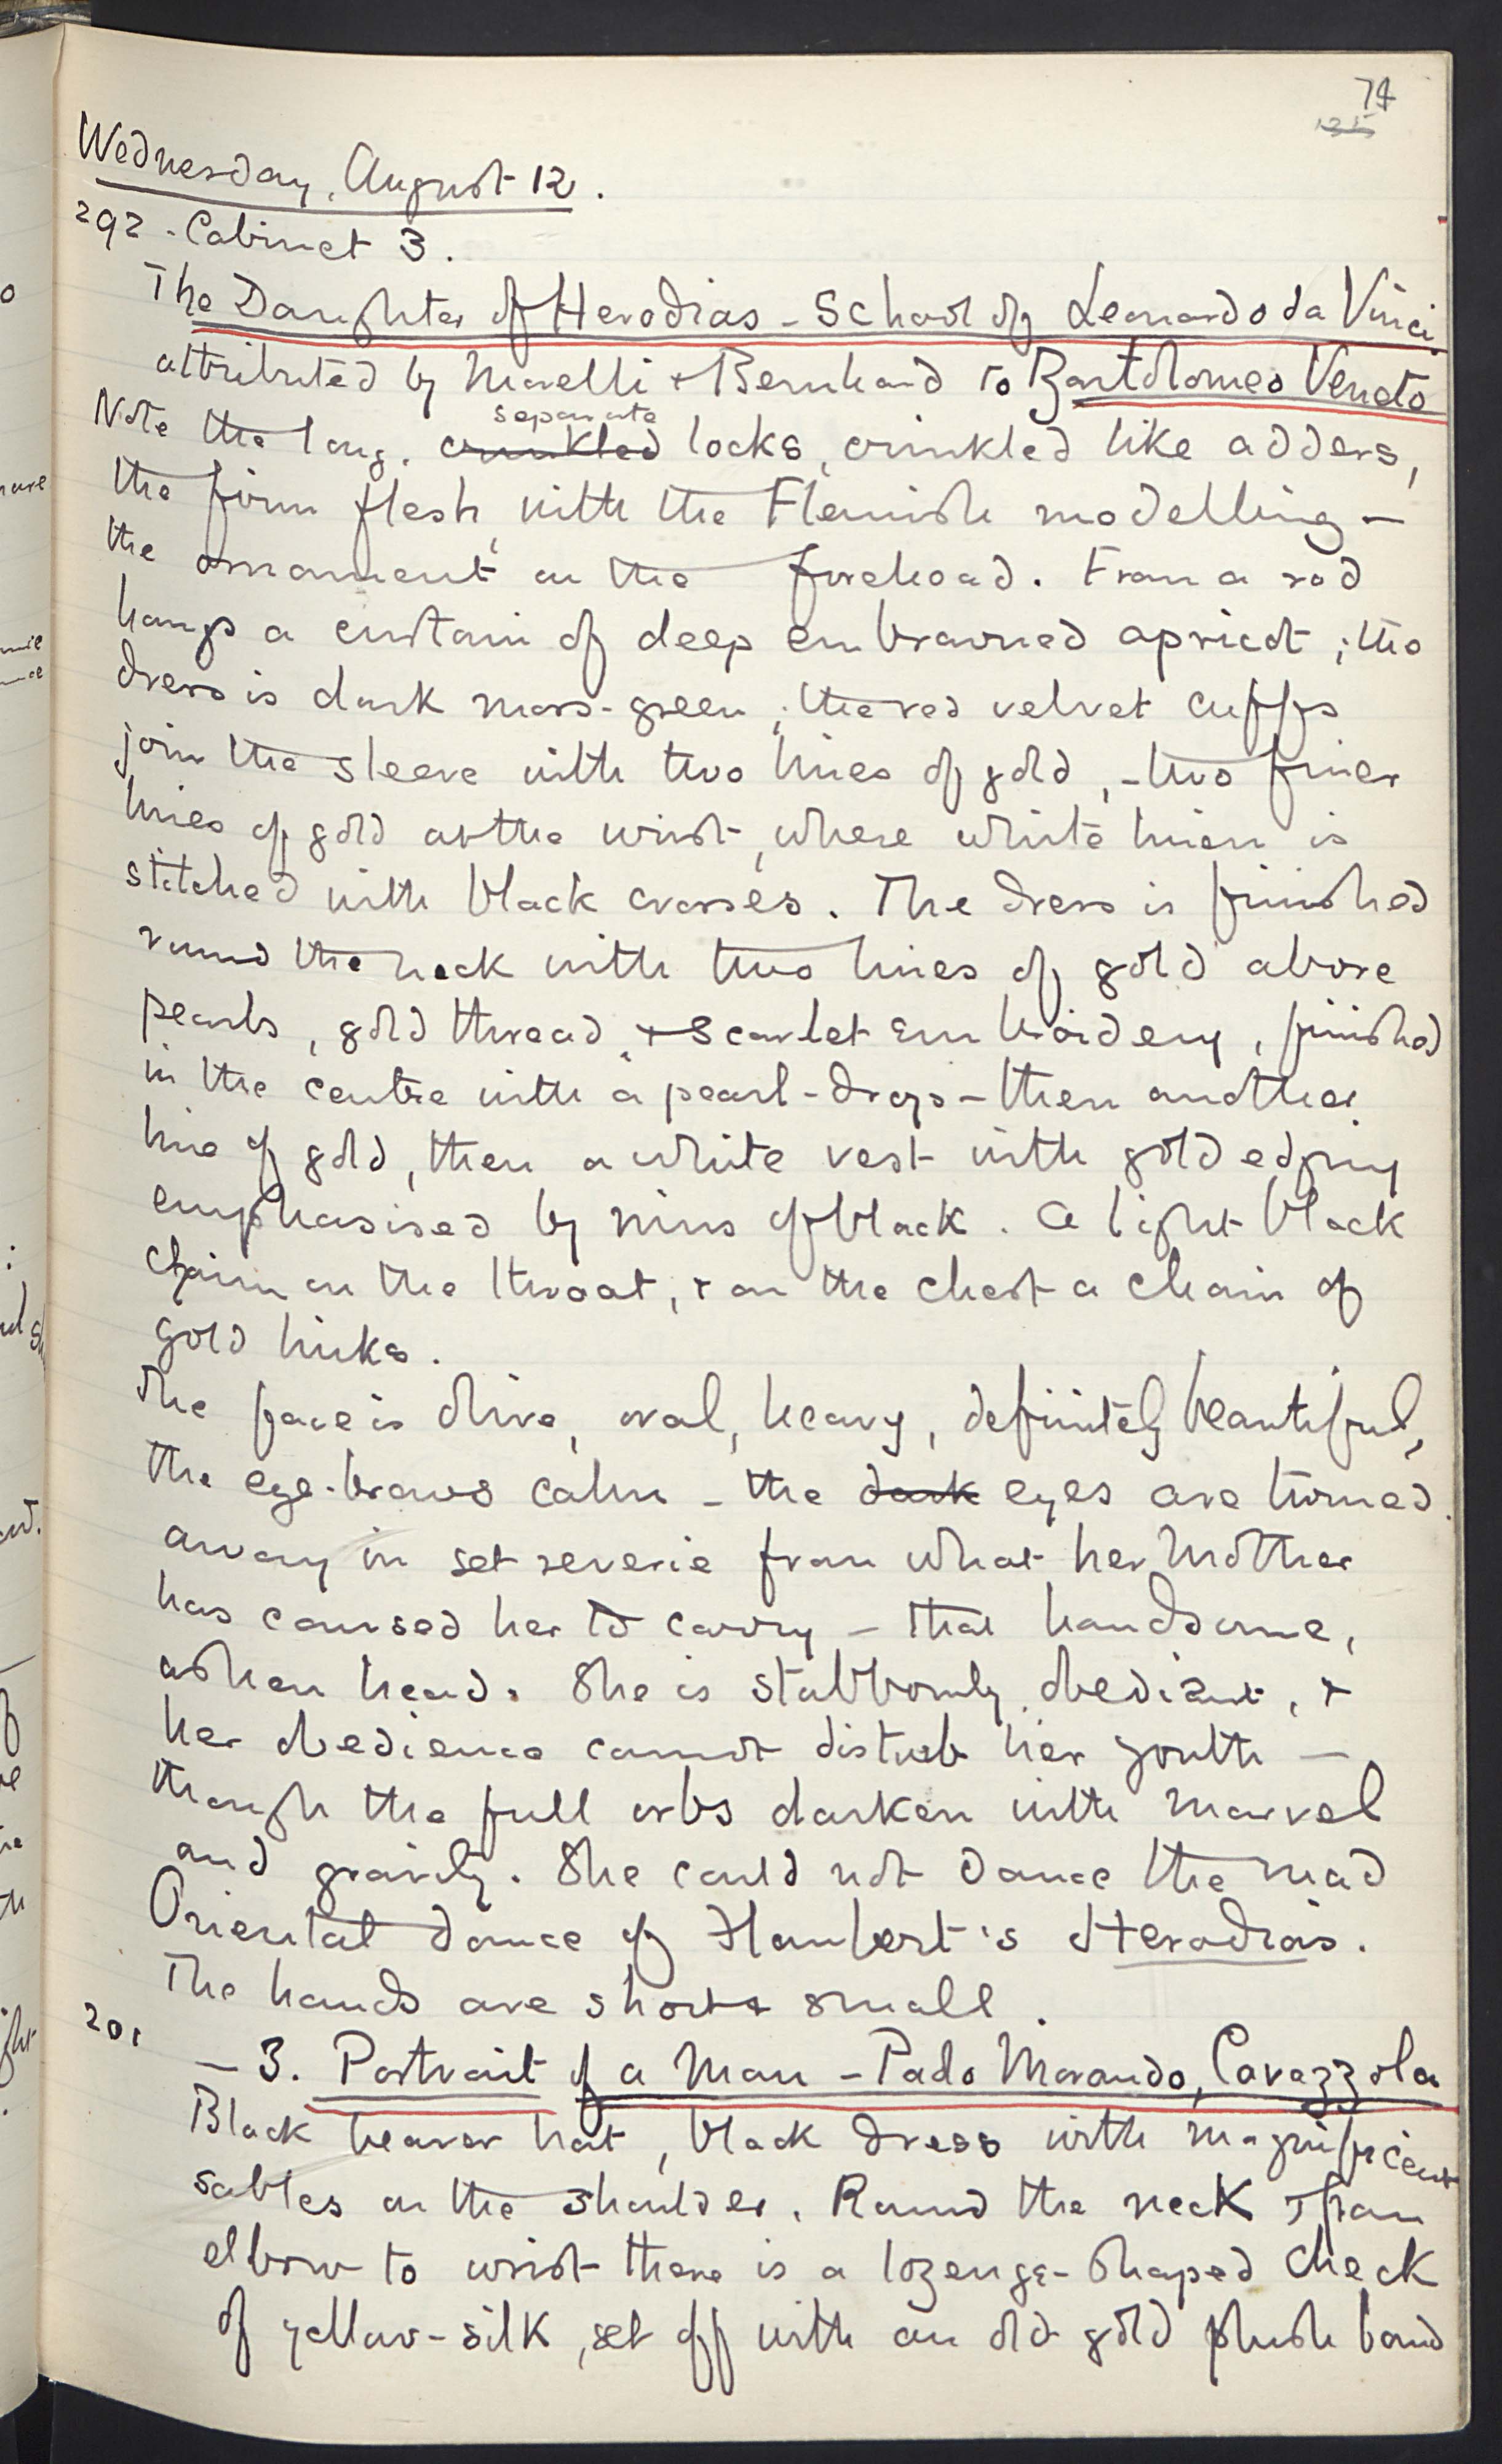 74
125
Wednesday, August 12.
292 - Cabinet 3.
The Daughter of Herodias - School of Leonardo da Vinci
attributed by Morelli & Bernhard to Bartolomeo Veneto
separate
Note the long, crinkled locks, crinkled like adders,
the firm flesh, with the Flemish modelling —
the ornament on the forehead. From a rod
hangs a curtain of deep embrowned apricot; the
dress is dark moss-green; the red velvet cuffs
join the sleeve with two lines of gold, - two finer
lines of gold at the wrist, where white linen is
stitched with black crosses. The dress is finished
round the neck with two lines of gold above
pearls, gold thread, & scarlet embroidery, finished
in the centre with a pearl-drop - then another
line of gold, then a white vest with gold edging
emphasised by rims of black. A light black
chain on the throat, & on the chest a chain of
gold links.
The face is olive, oval, heavy, definitely beautiful,
the eye-brows calm - the dark eyes are turned
away in set reverie from what her Mother
has caused her to carry - that handsome,
ashen head. She is stubbornly obedient, &
her obedience cannot disturb her youth —
though the full orbs darken with marvel
and gravity. She could not dance the mad
Oriental dance of Flaubert's Herodias.
The hands are short & small.
201
- 3. Portrait of a Man - Paolo Morando, Cavazzola
Black beaver hat, black dress with magnificent
sables on the shoulder. Round the neck & from
elbow to wrist there is a lozenge-shaped check
of yellow-silk, set off with an old gold plush band